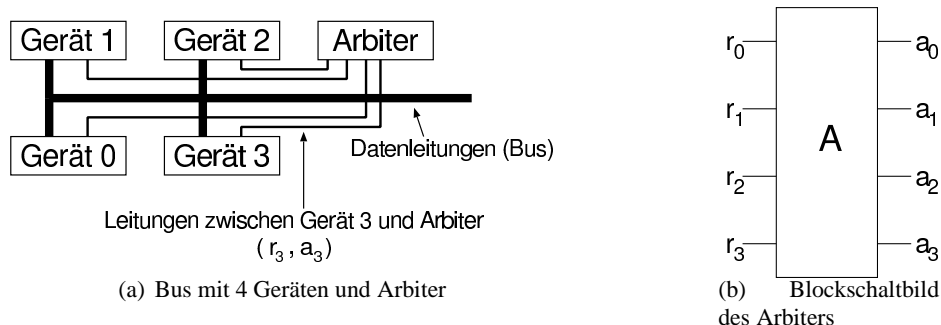 Gerät 1
Gerät 2
Arbiter
Gerät 0
Gerät 3
Datenleitungen (Bus)
Leitungen zwischen Gerät 3 und Arbiter
( r3 , a3 )
(a) Bus mit 4 Geräten und Arbiter
r0
a0
r1
a1
A
r2
a2
r3
a3
(b) Blockschaltbild
des Arbiters